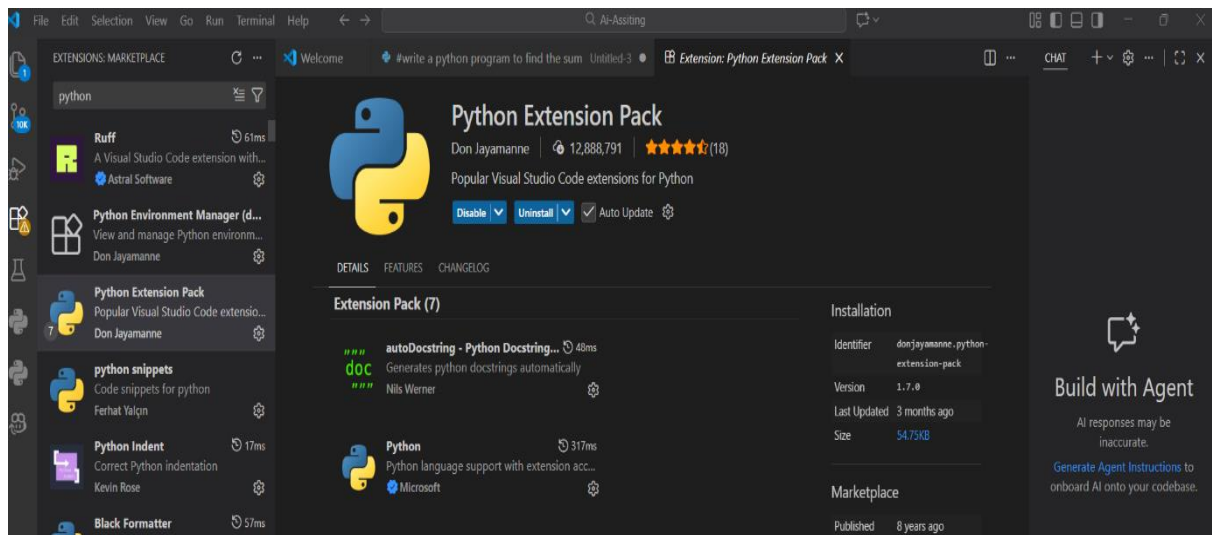 File Edit Selection View Go Run Terminal Help
Ai-Assiting
EXTENSIONS: MARKETPLACE
Welcome
#write a python program to find the sum Untitled-3
Extension: Python Extension Pack
CHAT
1
10K
7
python
Ruff 61ms
A Visual Studio Code extension with...
Astral Software
Python Environment Manager (d...
View and manage Python environm...
Don Jayamanne
Python Extension Pack
Popular Visual Studio Code extensio...
Don Jayamanne
python snippets
Code snippets for python
Ferhat Yalçın
Python Indent 17ms
Correct Python indentation
Kevin Rose
Black Formatter 57ms
Python Extension Pack
Don Jayamanne 12,888,791 (18)
Popular Visual Studio Code extensions for Python
Disable Uninstall Auto Update
DETAILS FEATURES CHANGELOG
Extension Pack (7)
"""
doc
"""
autoDocstring - Python Docstring... 48ms
Generates python docstrings automatically
Nils Werner
Python 317ms
Python language support with extension acc...
Microsoft
Installation
Identifier donjayamanne.python-
extension-pack
Version 1.7.0
Last Updated 3 months ago
Size 54.75KB
Marketplace
Published 8 years ago
Build with Agent
AI responses may be
inaccurate.
Generate Agent Instructions to
onboard AI onto your codebase.